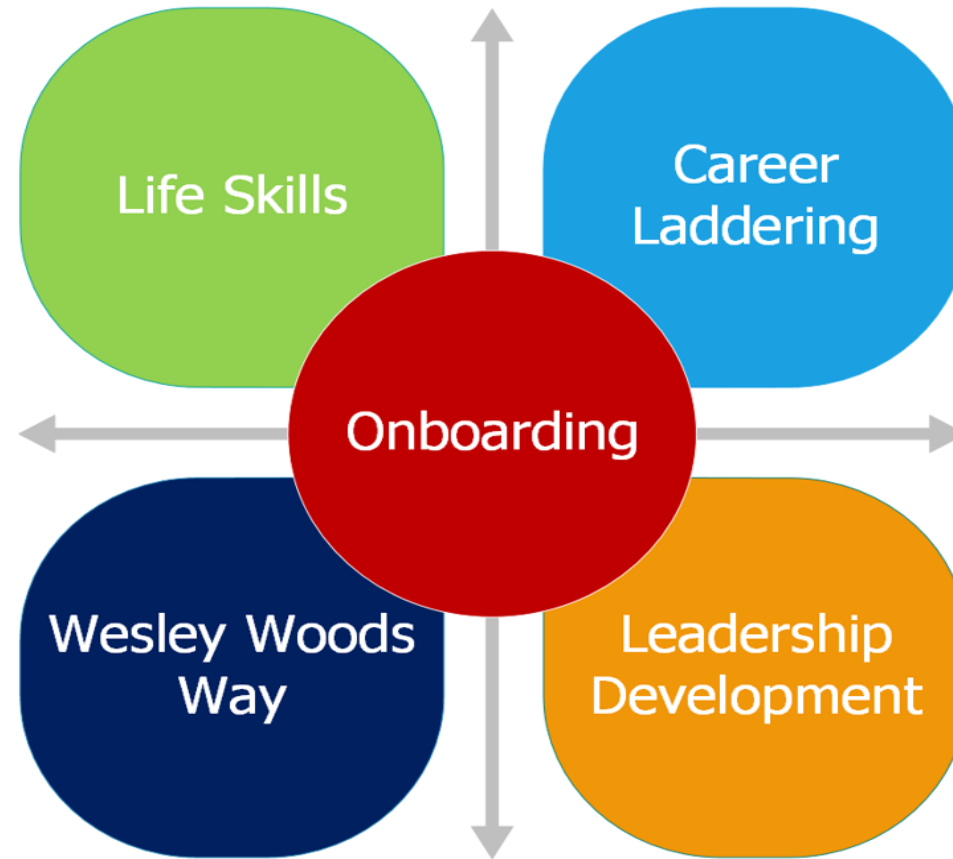 Life Skills
Career
Laddering
Onboarding
Wesley Woods
Way
Leadership
Development